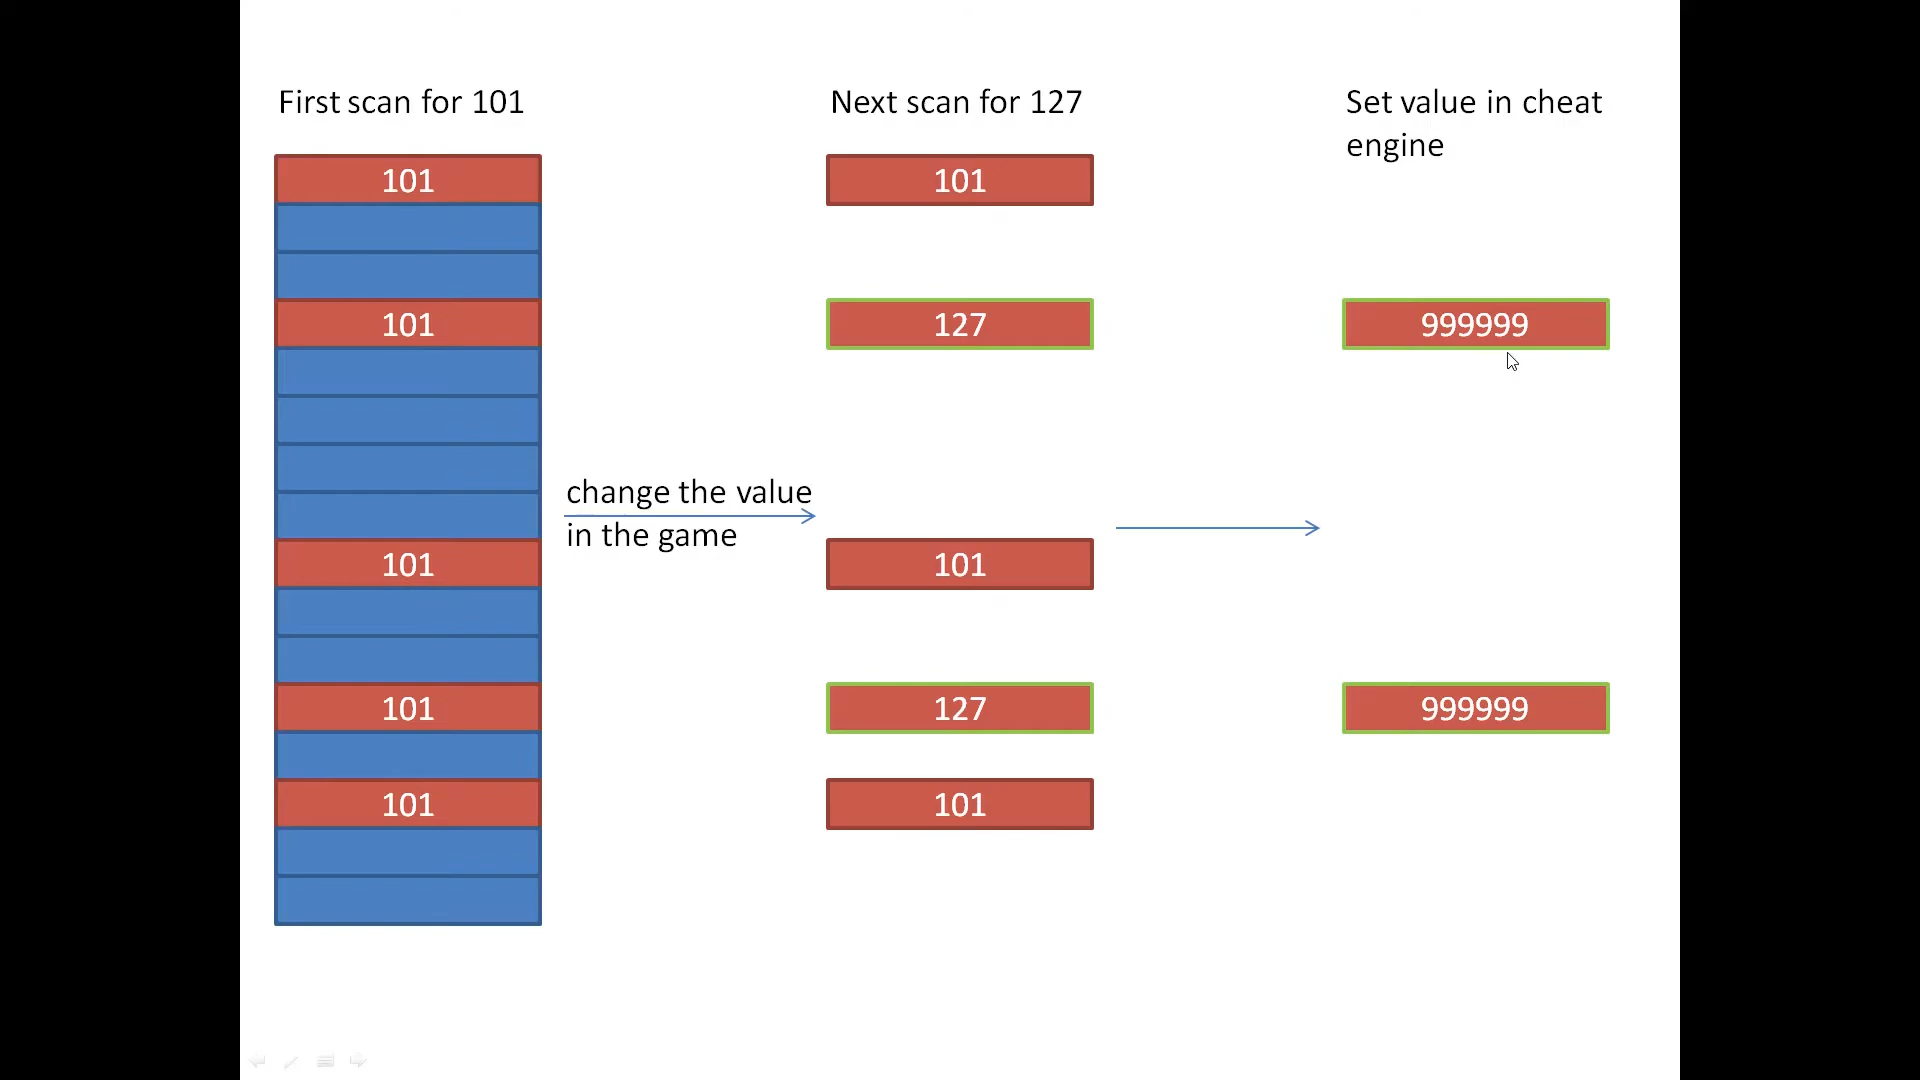 First scan for 101
101
101
101
101
101
change the value
in the game
Next scan for 127
101
127
101
127
101
Set value in cheat
engine
999999
999999